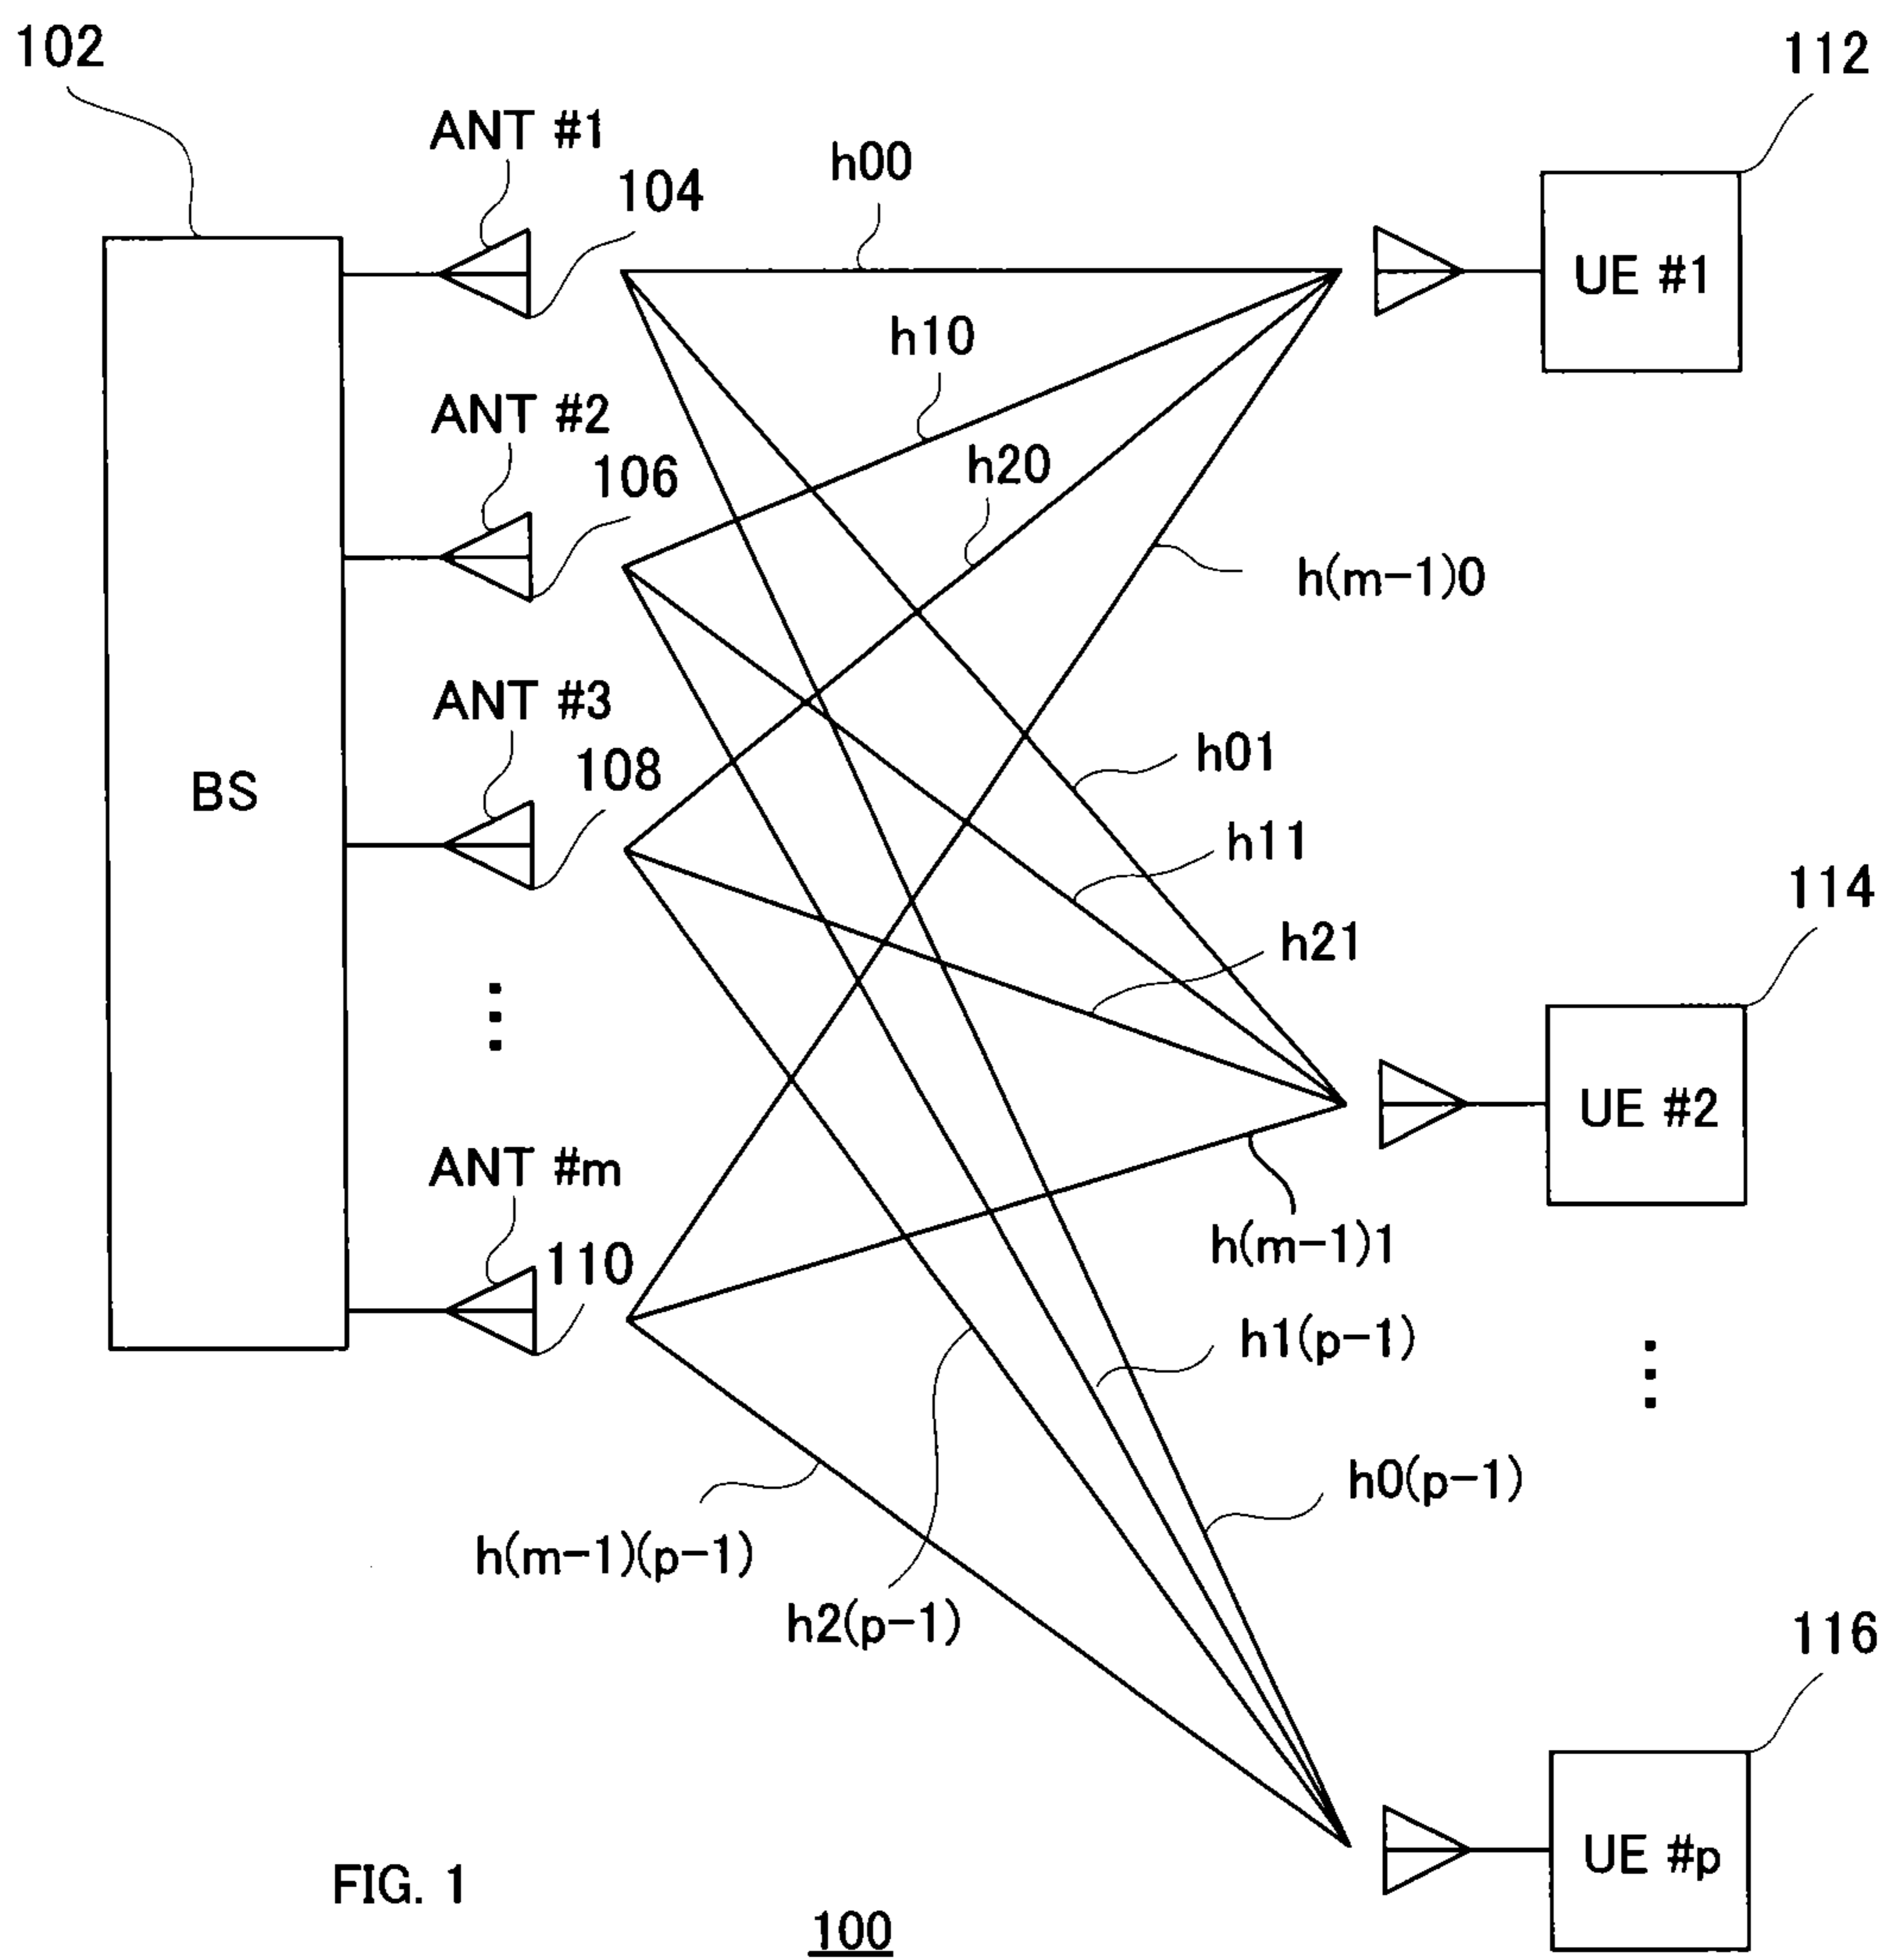 102
112
ANT #1
h00
104
UE #1
h10
ANT #2
h20
106
h(m-1)0
ANT #3
h01
108
BS
h11
114
h21
UE #2
ANT #m
h(m-1)1
110
h1(p-1)
h0(p-1)
h(m-1)(p-1)
h2(p-1)
116
UE #p
FIG. 1
100